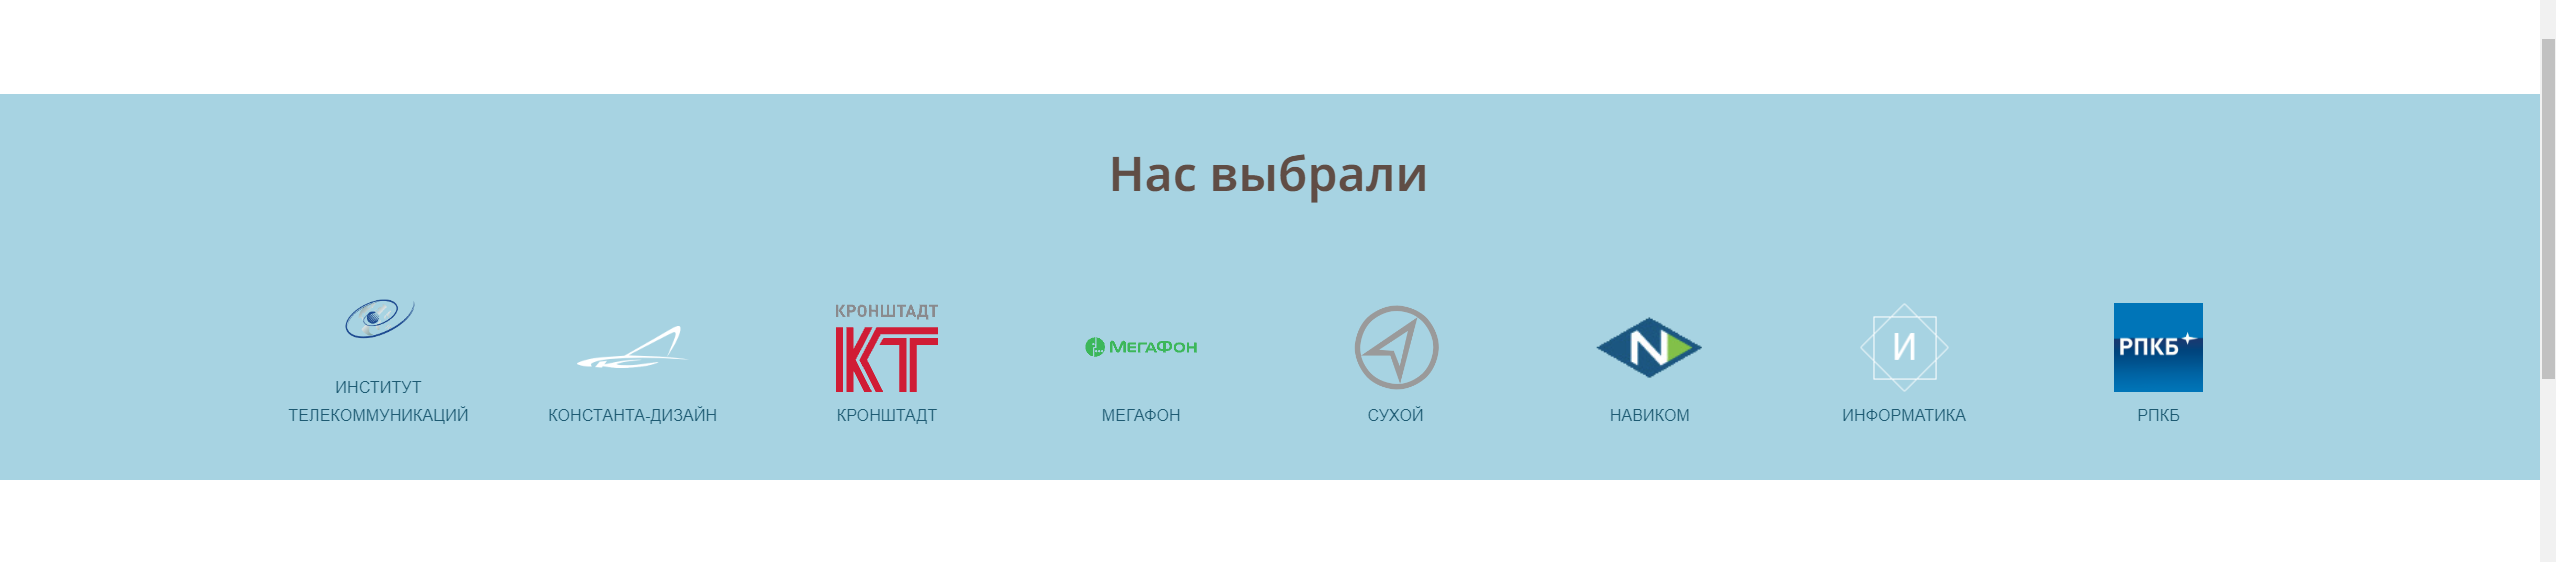 Нас выбрали
КРОНШТАДТ
КТ
МЕГАФОН
N
И
РПКБ
ИНСТИТУТ
ТЕЛЕКОММУНИКАЦИЙ
КОНСТАНТА-ДИЗАЙН
КРОНШТАДТ
МЕГАФОН
СУХОЙ
НАВИКОМ
ИНФОРМАТИКА
РПКБ